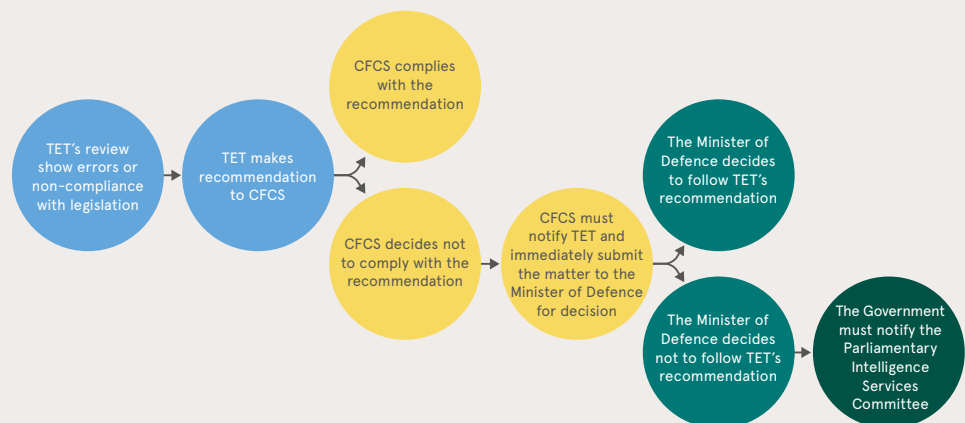 TET's review
show errors or
non-compliance
with legislation
TET makes
recommendation
to CFCS
CFCS complies
with the
recommendation
CFCS decides not
to comply with the
recommendation
CFCS must
notify TET and
immediately submit
the matter to the
Minister of Defence
for decision
The Minister of
Defence decides
to follow TET's
recommendation
The Minister of
Defence decides
not to follow TET's
recommendation
The Government
must notify the
Parliamentary
Intelligence
Services
Committee